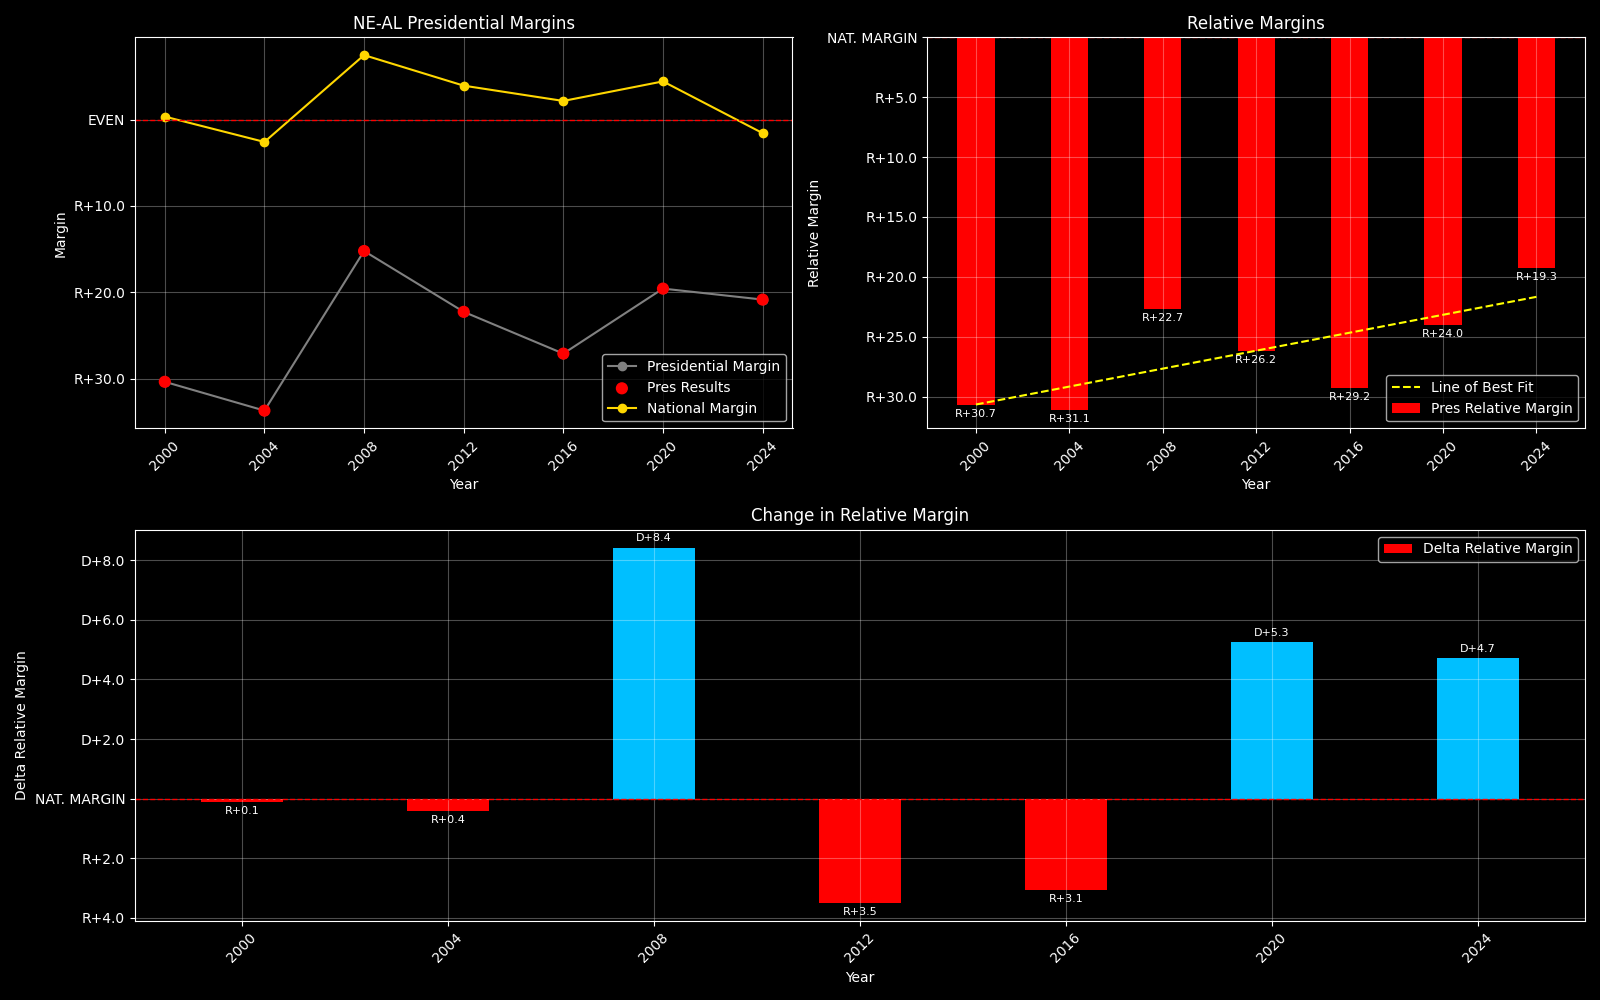 NE-AL Presidential Margins
Margin
EVEN
R+10.0
R+20.0
R+30.0
Presidential Margin
Pres Results
National Margin
2000
2004
2008
2012
2016
2020
2024
Year
Relative Margins
Relative Margin
NAT. MARGIN
R+5.0
R+10.0
R+15.0
R+20.0
R+25.0
R+30.0
R+30.7
R+31.1
R+22.7
R+26.2
R+29.2
R+24.0
R+19.3
Line of Best Fit
Pres Relative Margin
2000
2004
2008
2012
2016
2020
2024
Year
Change in Relative Margin
Delta Relative Margin
D+8.0
D+6.0
D+4.0
D+2.0
NAT. MARGIN
R+2.0
R+4.0
R+0.1
R+0.4
D+8.4
R+3.5
R+3.1
D+5.3
D+4.7
Delta Relative Margin
2000
2004
2008
2012
2016
2020
2024
Year